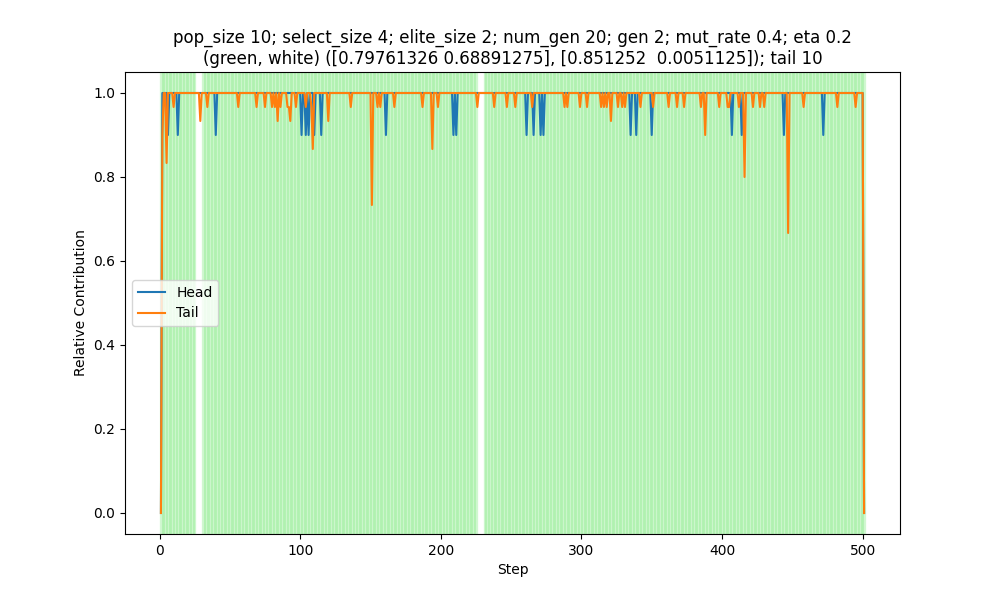 pop_size 10; select_size 4; elite_size 2; num_gen 20; gen 2; mut_rate 0.4; eta 0.2
(green, white) ([0.79761326 0.68891275], [0.851252  0.0051125]); tail 10
1.0
0.8
0.6
0.4
0.2
0.0
Relative Contribution
Head
Tail
0
100
200
300
400
500
Step